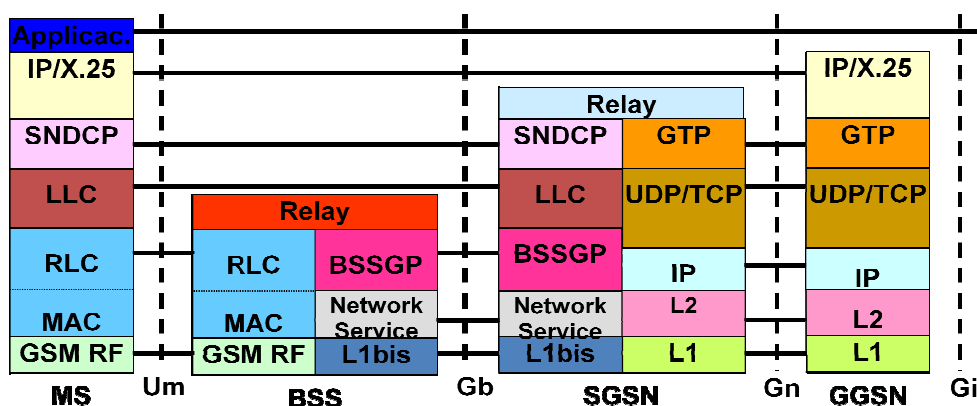 Applicac.
IP/X.25
SNDCP
LLC
RLC
MAC
GSM RF
MS
Um
Relay
RLC
BSSGP
MAC
Network
Service
GSM RF
L1bis
BSS
Gb
Relay
SNDCP
GTP
LLC
UDP/TCP
BSSGP
IP
Network
Service
L2
L1bis
L1
SGSN
Gn
IP/X.25
GTP
UDP/TCP
IP
L2
L1
GGSN
Gi